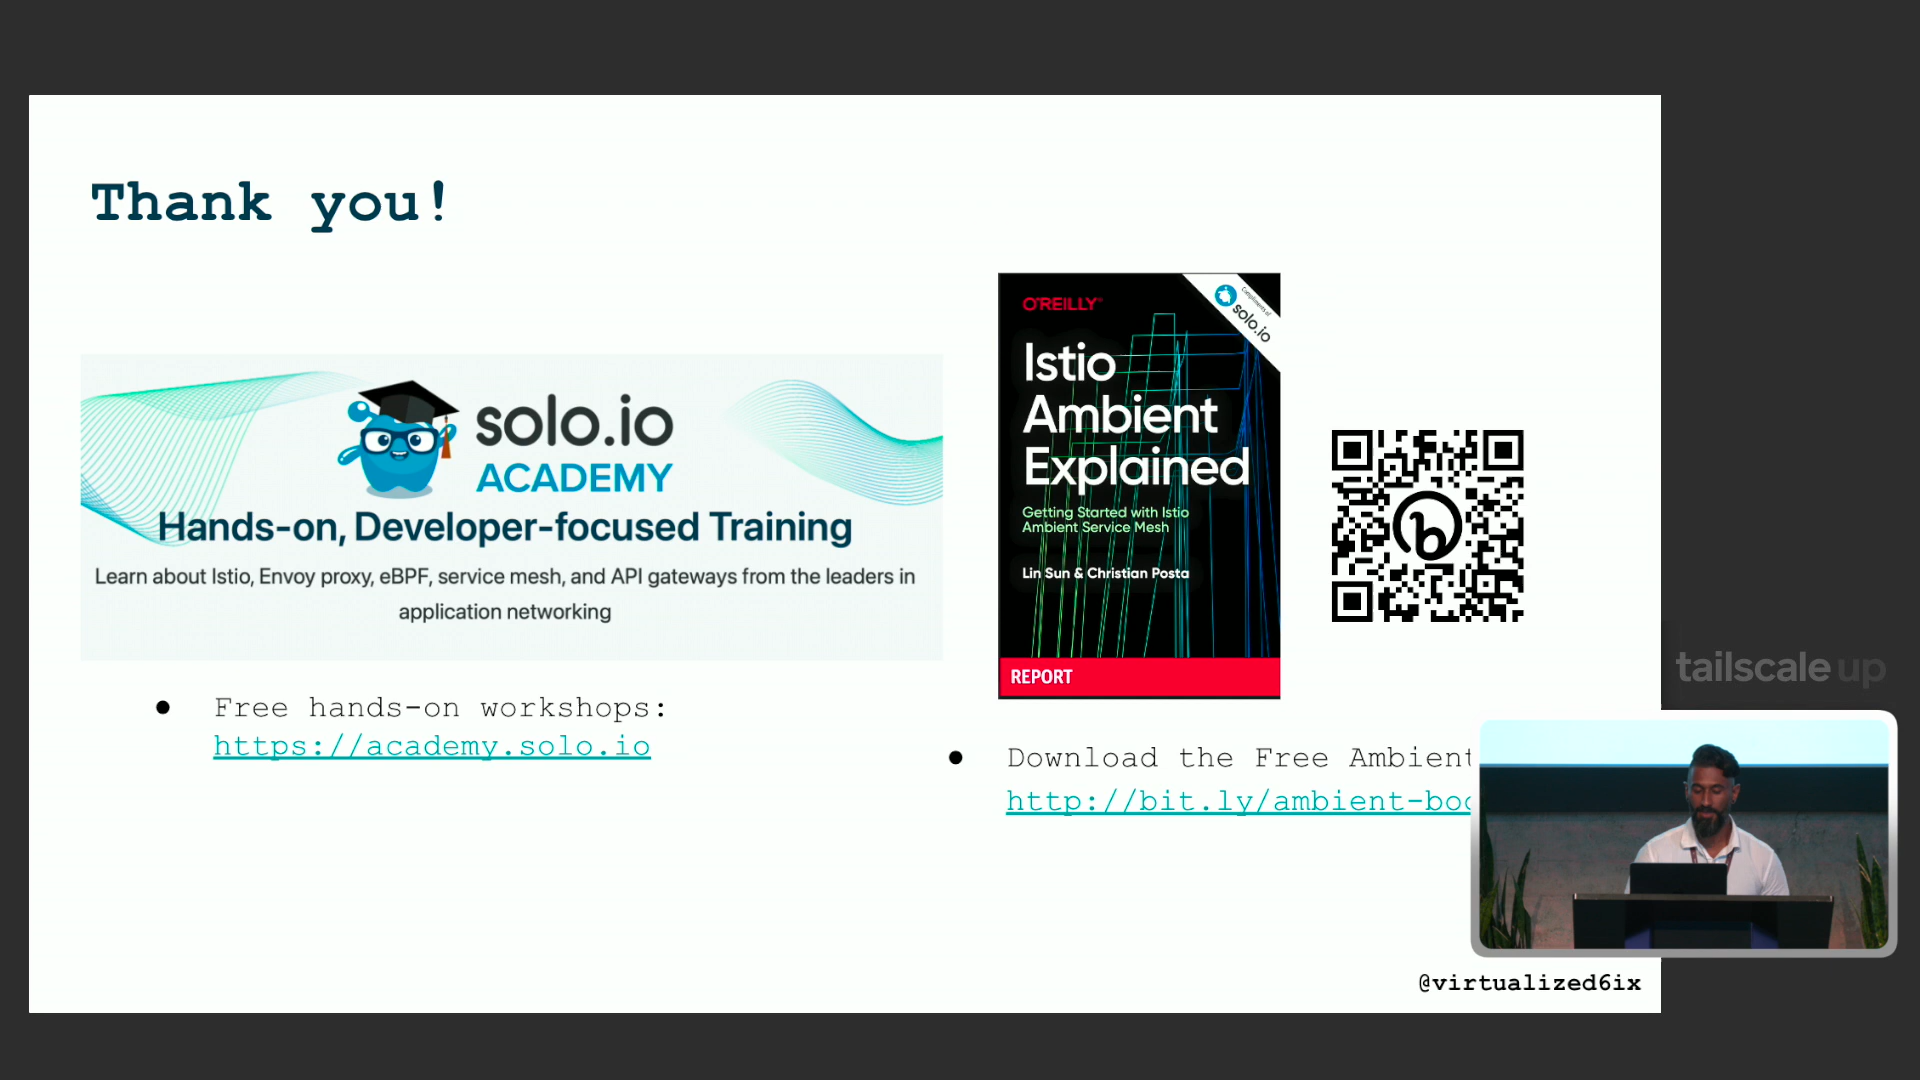 Thank you!
solo.io
ACADEMY
Hands-on, Developer-focused Training
Learn about Istio, Envoy proxy, eBPF, service mesh, and API gateways from the leaders in
application networking
Free hands-on workshops:
https://academy.solo.io
O'REILLY
Compliments of
solo.io
Istio
Ambient
Explained
Getting Started with Istio
Ambient Service Mesh
Lin Sun & Christian Posta
REPORT
Download the Free Ambient
http://bit.ly/ambient-boo
tailscale up
@virtualized6ix